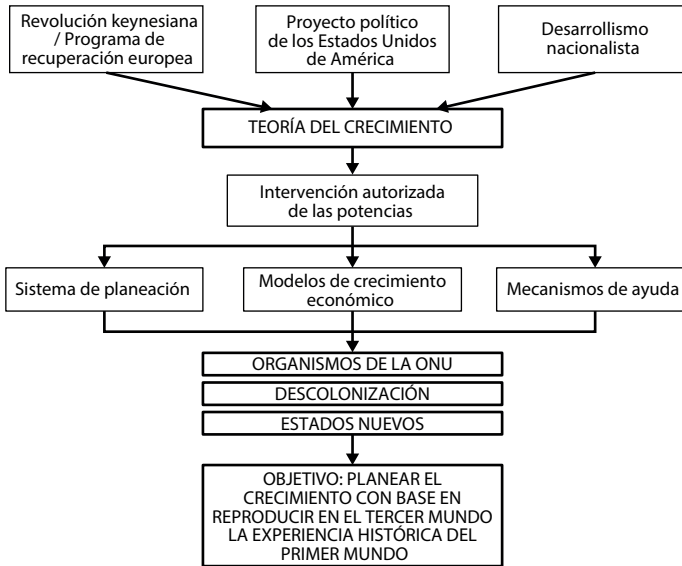 Revolución keynesiana
/ Programa de
recuperación europea
Proyecto político
de los Estados Unidos
de América
Desarrollismo
nacionalista
TEORÍA DEL CRECIMIENTO
Intervención autorizada
de las potencias
Sistema de planeación
Modelos de crecimiento
económico
Mecanismos de ayuda
ORGANISMOS DE LA ONU
DESCOLONIZACIÓN
ESTADOS NUEVOS
OBJETIVO: PLANEAR EL
CRECIMIENTO CON BASE EN
REPRODUCIR EN EL TERCER MUNDO
LA EXPERIENCIA HISTÓRICA DEL
PRIMER MUNDO